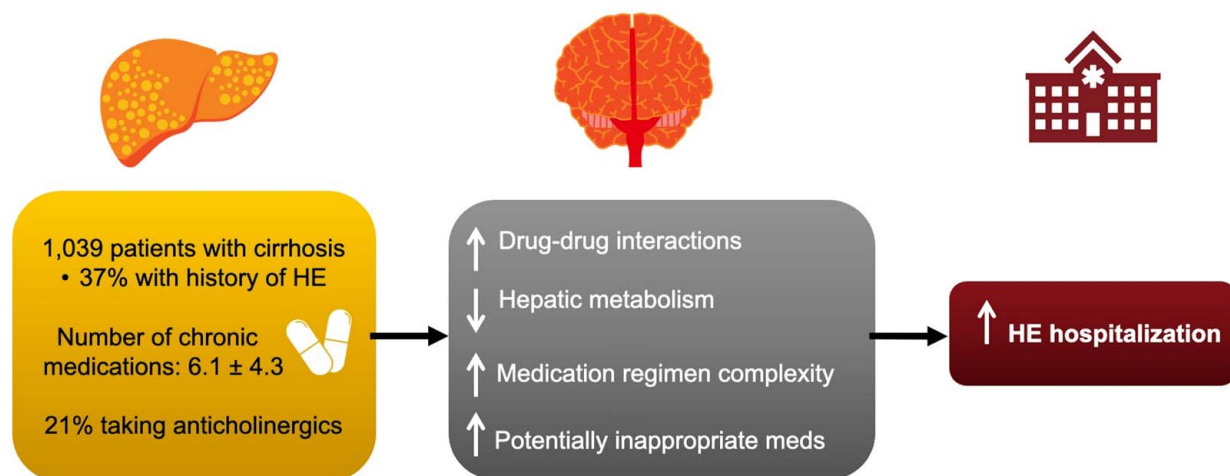 1,039 patients with cirrhosis
• 37% with history of HE
Number of chronic
medications: 6.1 ± 4.3
21% taking anticholinergics
↑ Drug-drug interactions
↓ Hepatic metabolism
↑ Medication regimen complexity
↑ Potentially inappropriate meds
↑ HE hospitalization